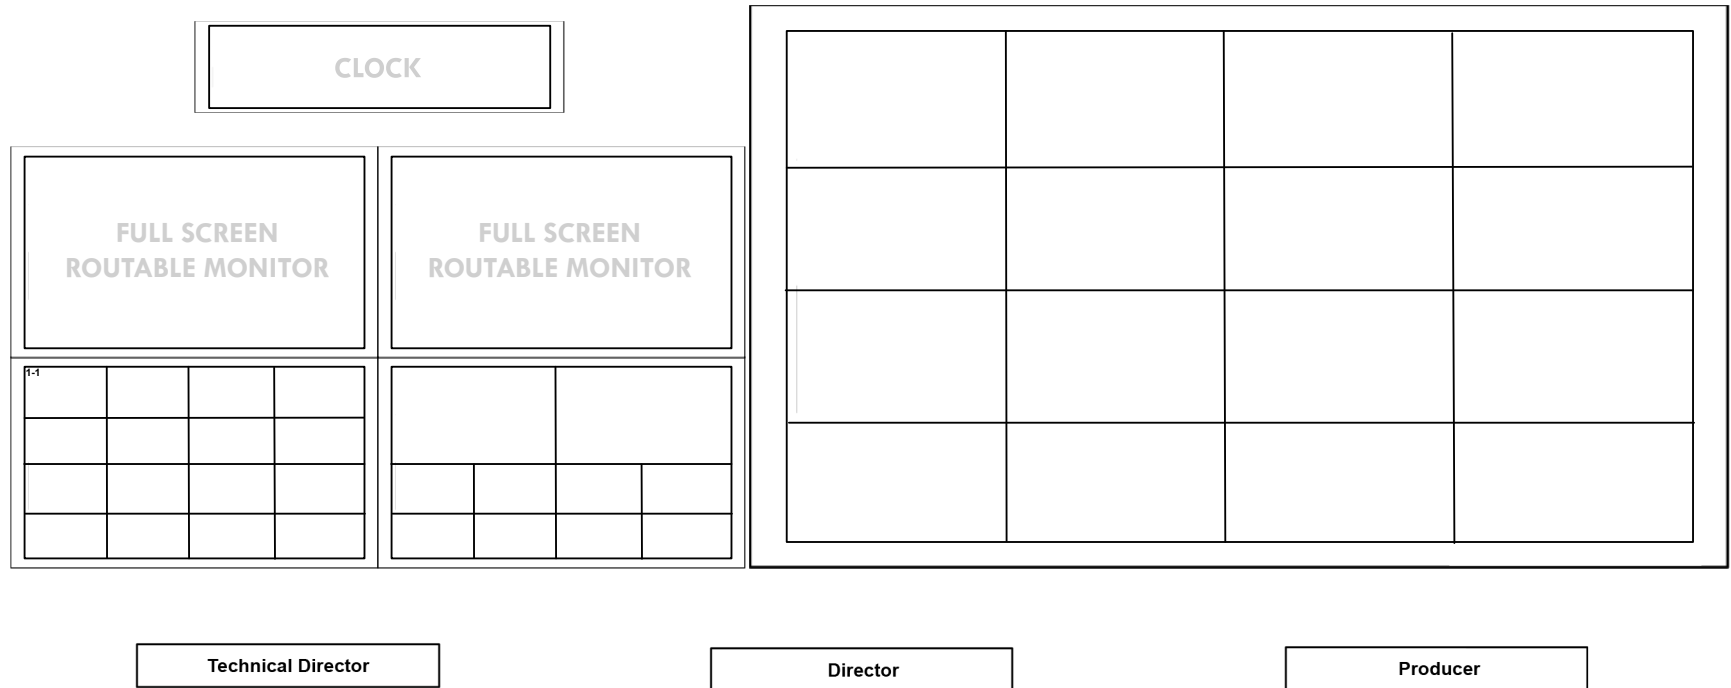 CLOCK
FULL SCREEN
ROUTABLE MONITOR
FULL SCREEN
ROUTABLE MONITOR
1-1
Technical Director
Director
Producer